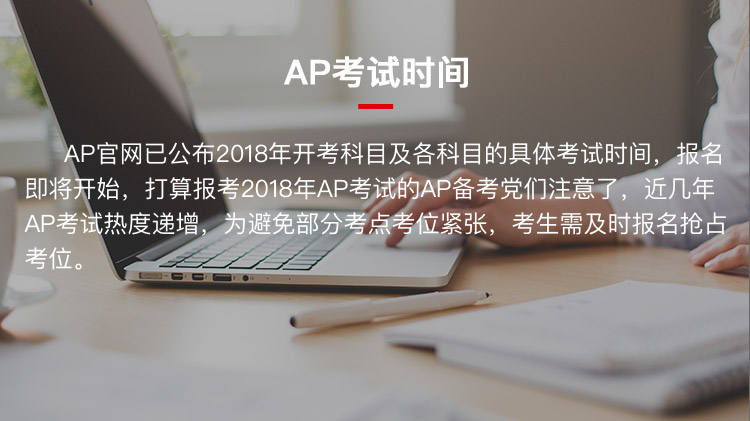 AP考试时间
AP官网已公布2018年开考科目及各科目的具体考试时间，报名
即将开始，打算报考2018年AP考试的AP备考党们注意了，近几年
AP考试热度递增，为避免部分考点考位紧张，考生需及时报名抢占
考位。